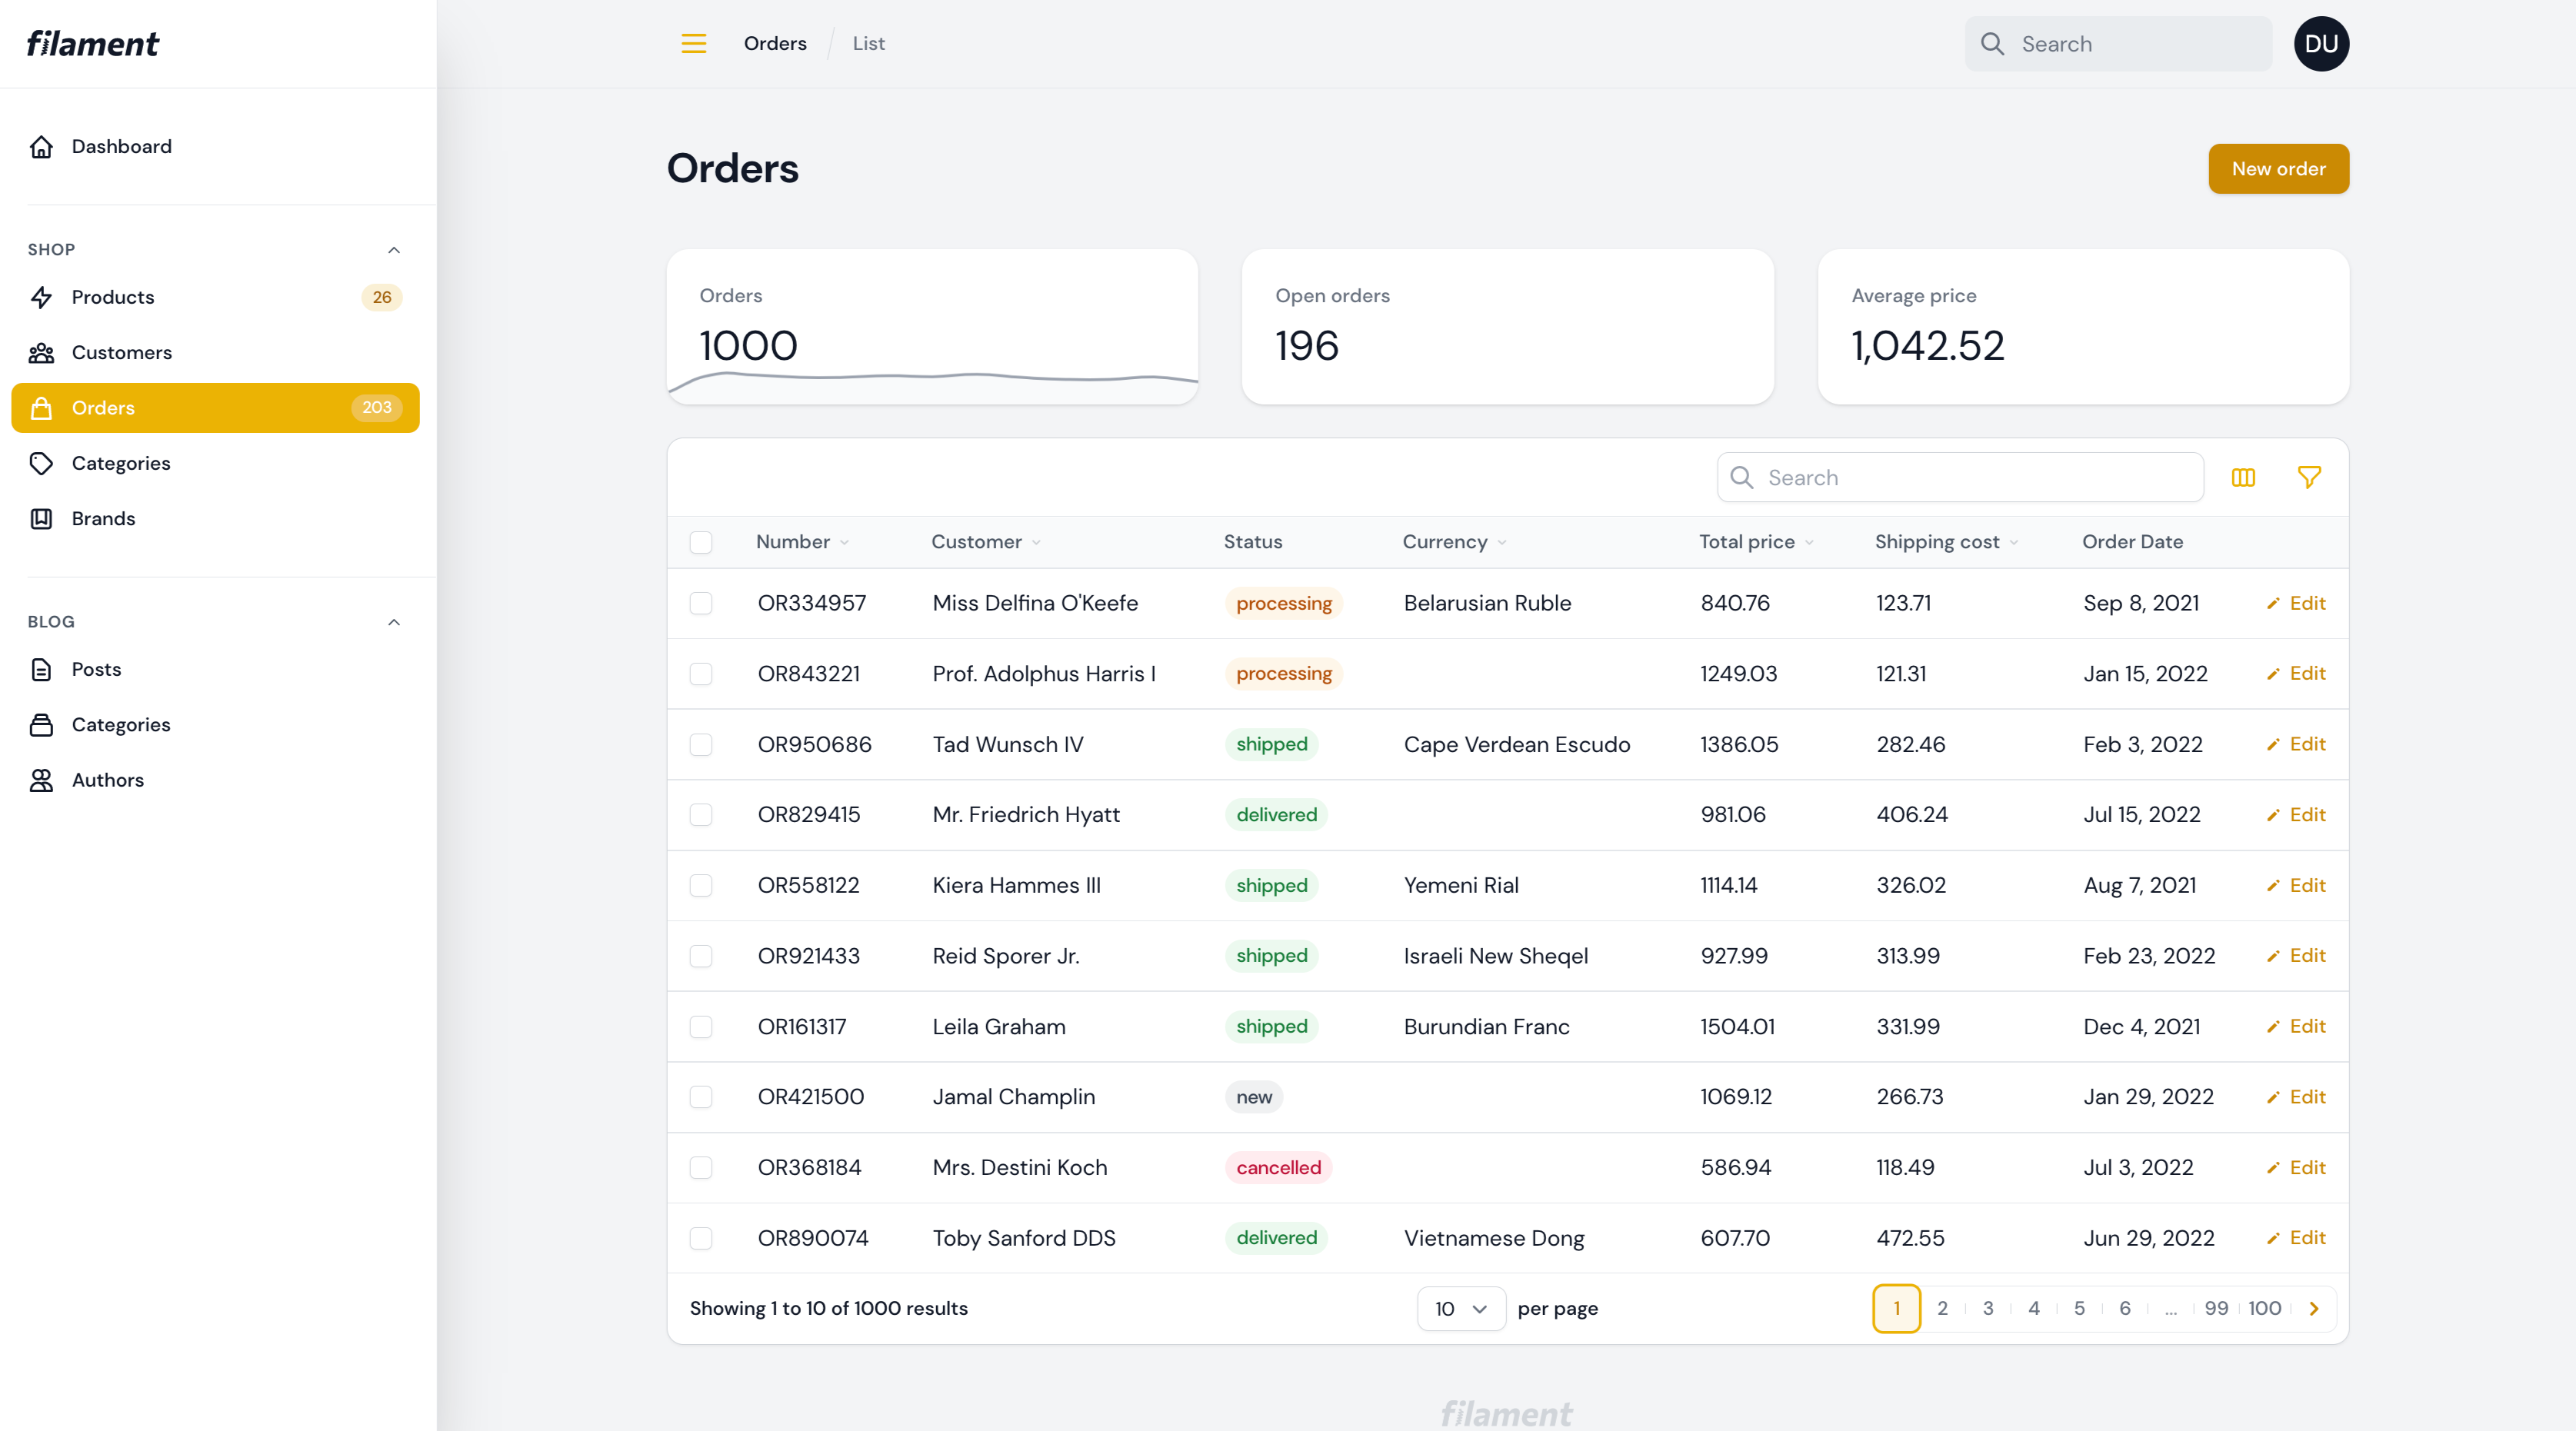 filament
Orders / List
Search
DU
Dashboard
SHOP
Products 26
Customers
Orders 203
Categories
Brands
BLOG
Posts
Categories
Authors
Orders
New order
Orders
1000
Open orders
196
Average price
1,042.52
Search
Number Customer Status Currency Total price Shipping cost Order Date
OR334957 Miss Delfina O'Keefe processing Belarusian Ruble 840.76 123.71 Sep 8, 2021 Edit
OR843221 Prof. Adolphus Harris I processing 1249.03 121.31 Jan 15, 2022 Edit
OR950686 Tad Wunsch IV shipped Cape Verdean Escudo 1386.05 282.46 Feb 3, 2022 Edit
OR829415 Mr. Friedrich Hyatt delivered 981.06 406.24 Jul 15, 2022 Edit
OR558122 Kiera Hammes III shipped Yemeni Rial 1114.14 326.02 Aug 7, 2021 Edit
OR921433 Reid Sporer Jr. shipped Israeli New Sheqel 927.99 313.99 Feb 23, 2022 Edit
OR161317 Leila Graham shipped Burundian Franc 1504.01 331.99 Dec 4, 2021 Edit
OR421500 Jamal Champlin new 1069.12 266.73 Jan 29, 2022 Edit
OR368184 Mrs. Destini Koch cancelled 586.94 118.49 Jul 3, 2022 Edit
OR890074 Toby Sanford DDS delivered Vietnamese Dong 607.70 472.55 Jun 29, 2022 Edit
Showing 1 to 10 of 1000 results 10 per page 1 2 3 4 5 6 ... 99 100
filament